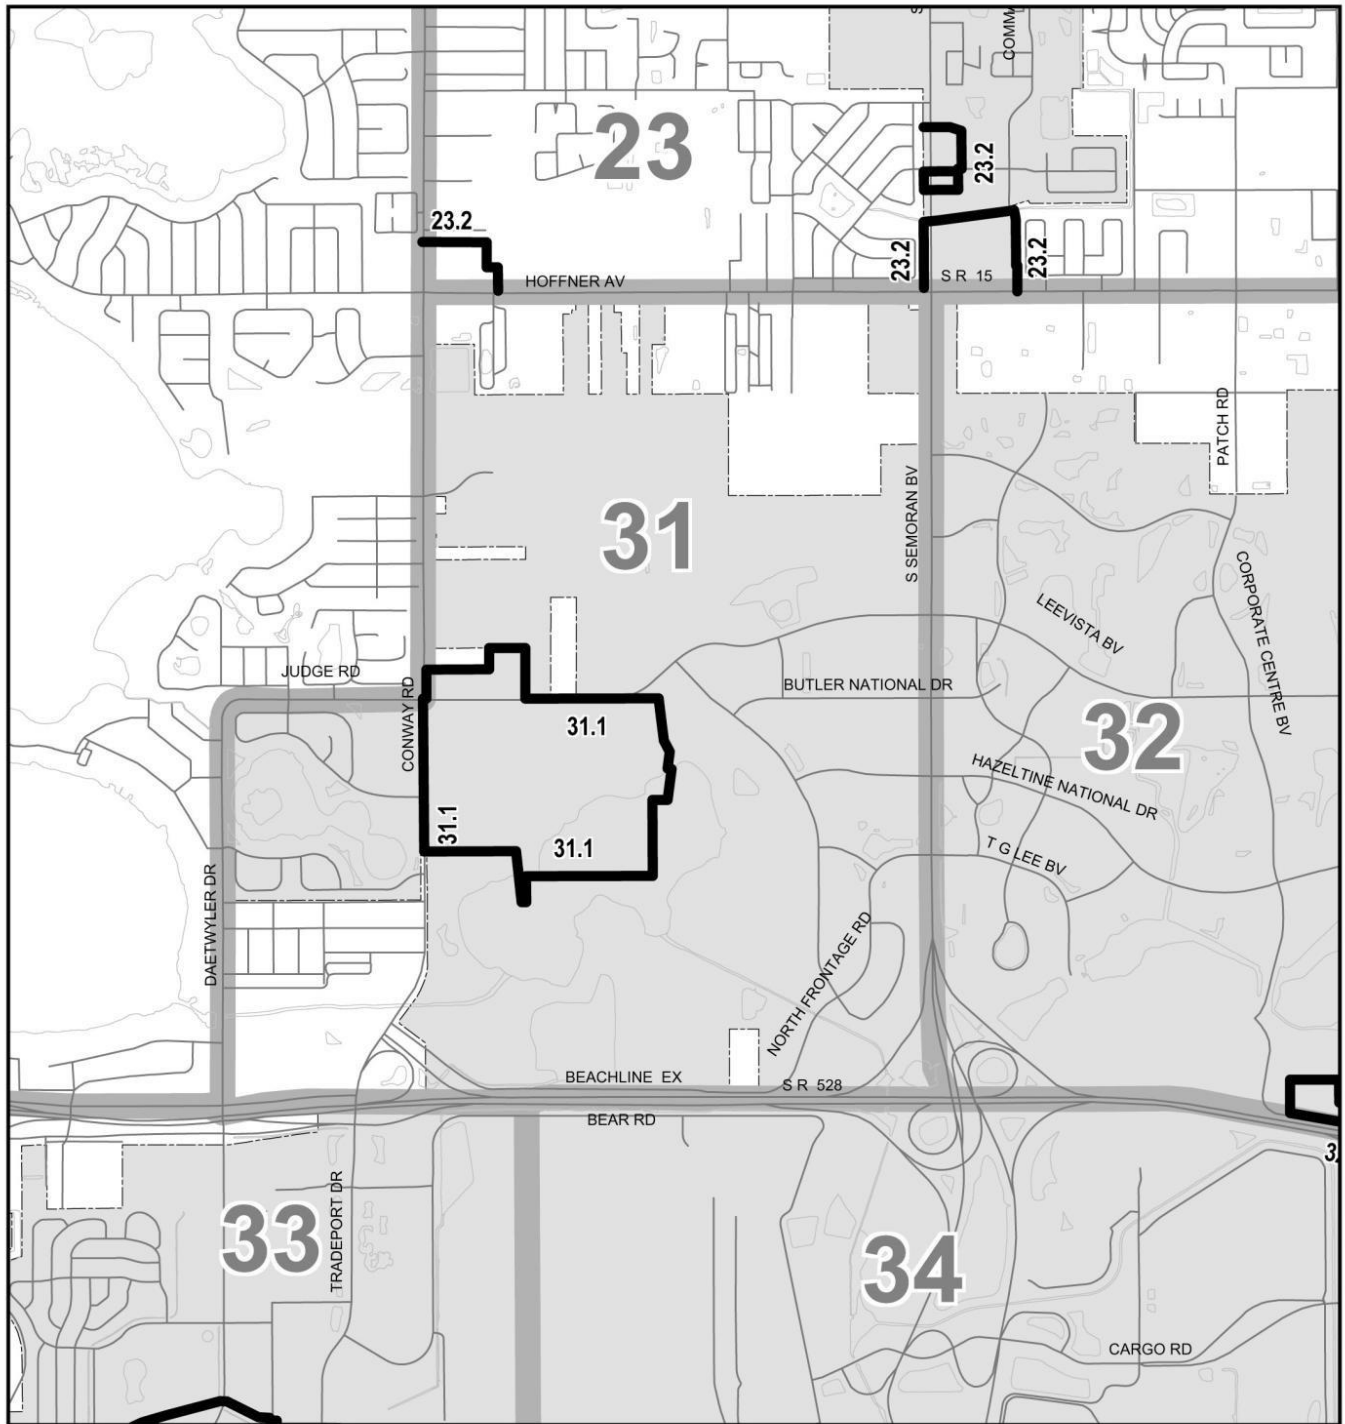 S
COMMA
23
23.2
23.2
23.2
23.2
HOFFNER AV
S R 15
PATCH RD
31
S SEMORAN BV
LEEVISTA BV
CORPORATE CENTRE BV
JUDGE RD
CONWAY RD
BUTLER NATIONAL DR
31.1
32
HAZELTINE NATIONAL DR
31.1
31.1
T G LEE BV
DAETWYLER DR
NORTH FRONTAGE RD
BEACHLINE EX
S R 528
BEAR RD
3
33
TRADEPORT DR
34
CARGO RD